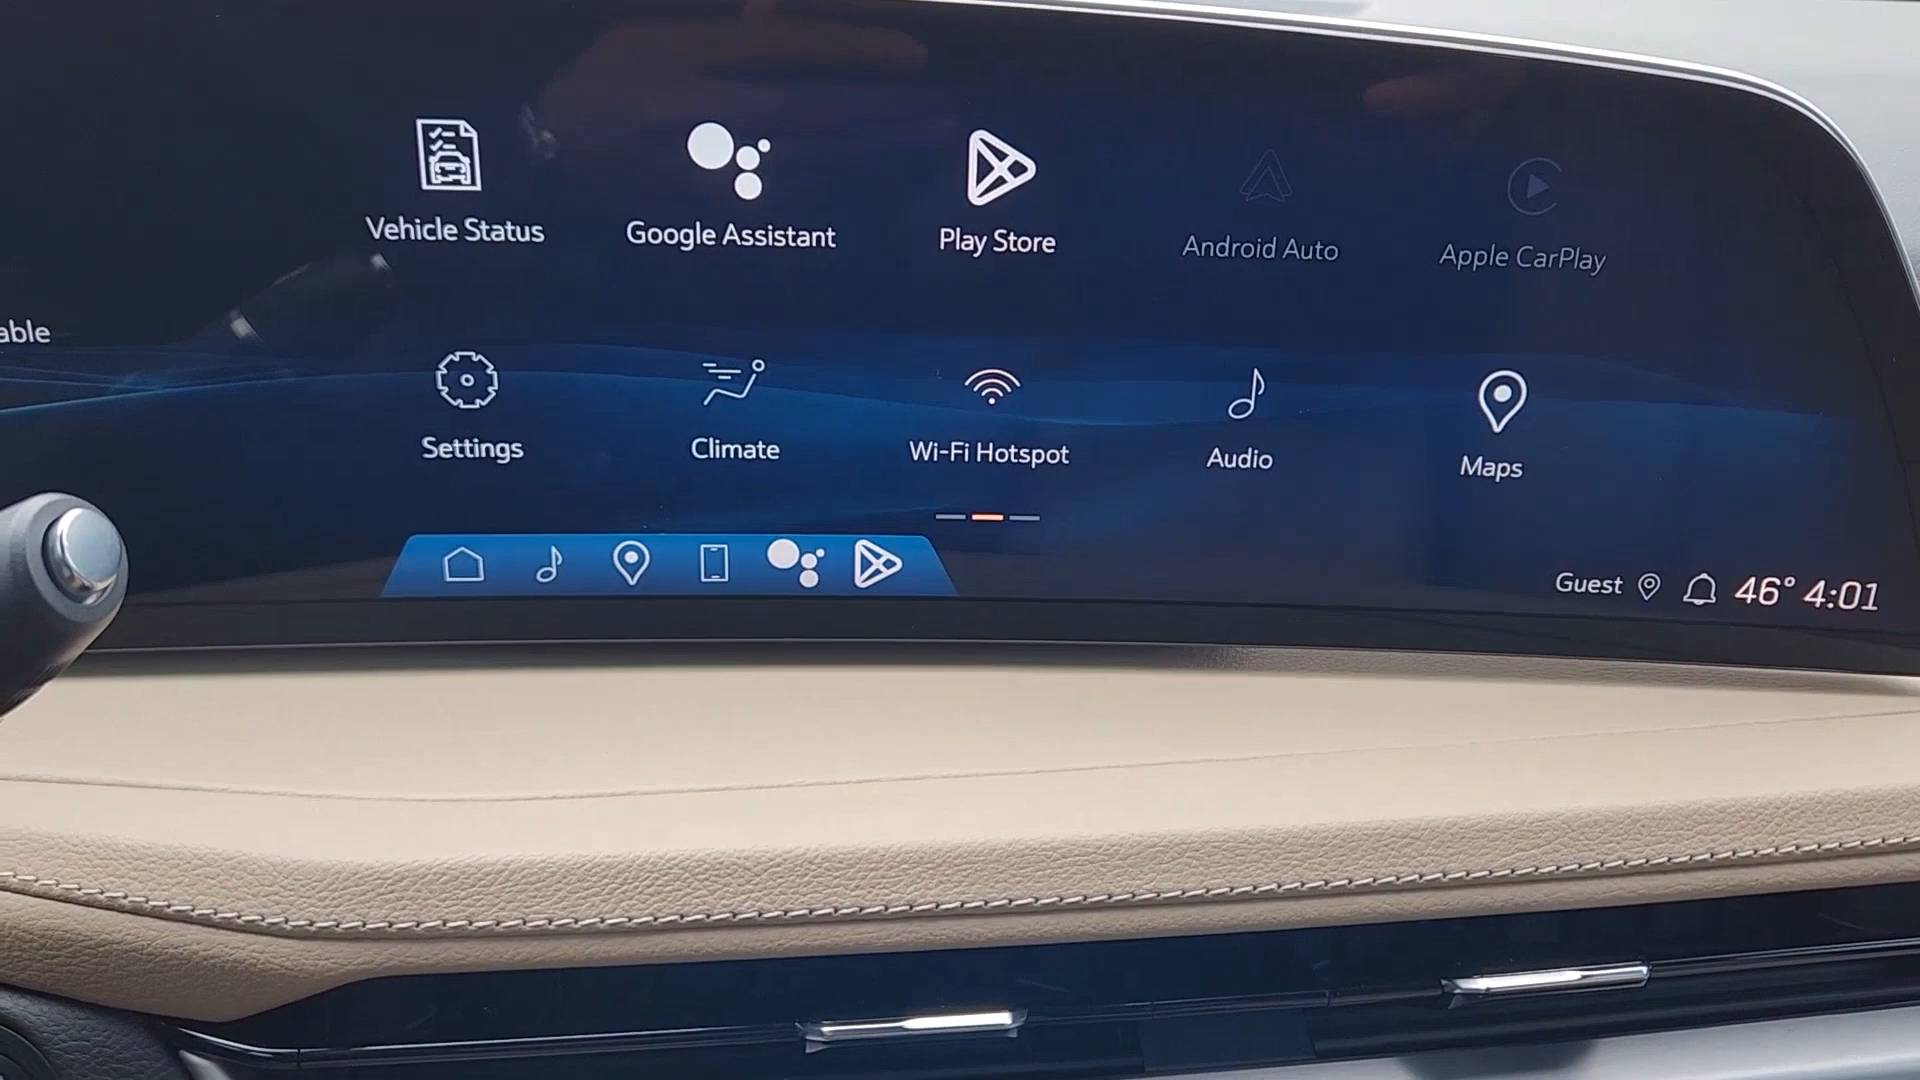 Vehicle Status
Google Assistant
Play Store
Android Auto
Apple CarPlay
able
Settings
Climate
Wi-Fi Hotspot
Audio
Maps
Guest 46° 4:01